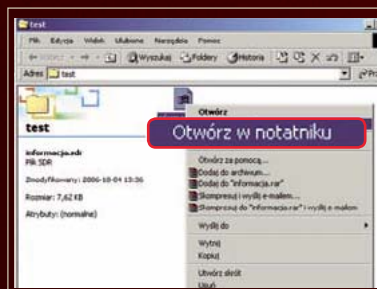 test
Plik Edycja Widok Ulubione Narzędzia Pomoc
Wyszukaj Foldery Historia
Adres test
test
informacja.sdr
Plik SDR
Zmodyfikowany: 2006-10-04 13:36
Rozmiar: 7,62 KB
Atrybuty: (normalne)
Otwórz
Otwórz w notatniku
Otwórz za pomocą...
Dodaj do archiwum...
Dodaj do "informacja.rar"
Skompresuj i wyślij e-mailem...
Skompresuj do "informacja.rar" i wyślij e-mailem
Wyślij do
Wytnij
Kopiuj
Utwórz skrót
Usuń